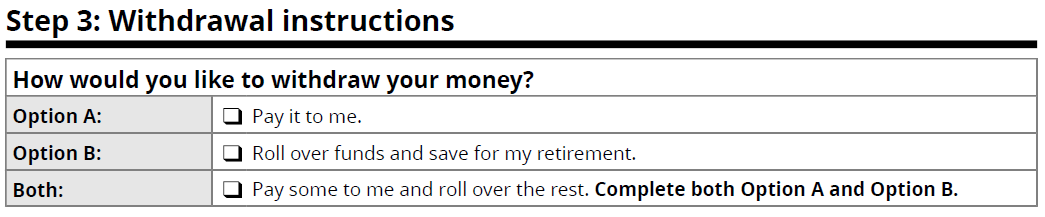 Step 3: Withdrawal instructions
How would you like to withdraw your money?
Option A: Pay it to me.
Option B: Roll over funds and save for my retirement.
Both: Pay some to me and roll over the rest. Complete both Option A and Option B.